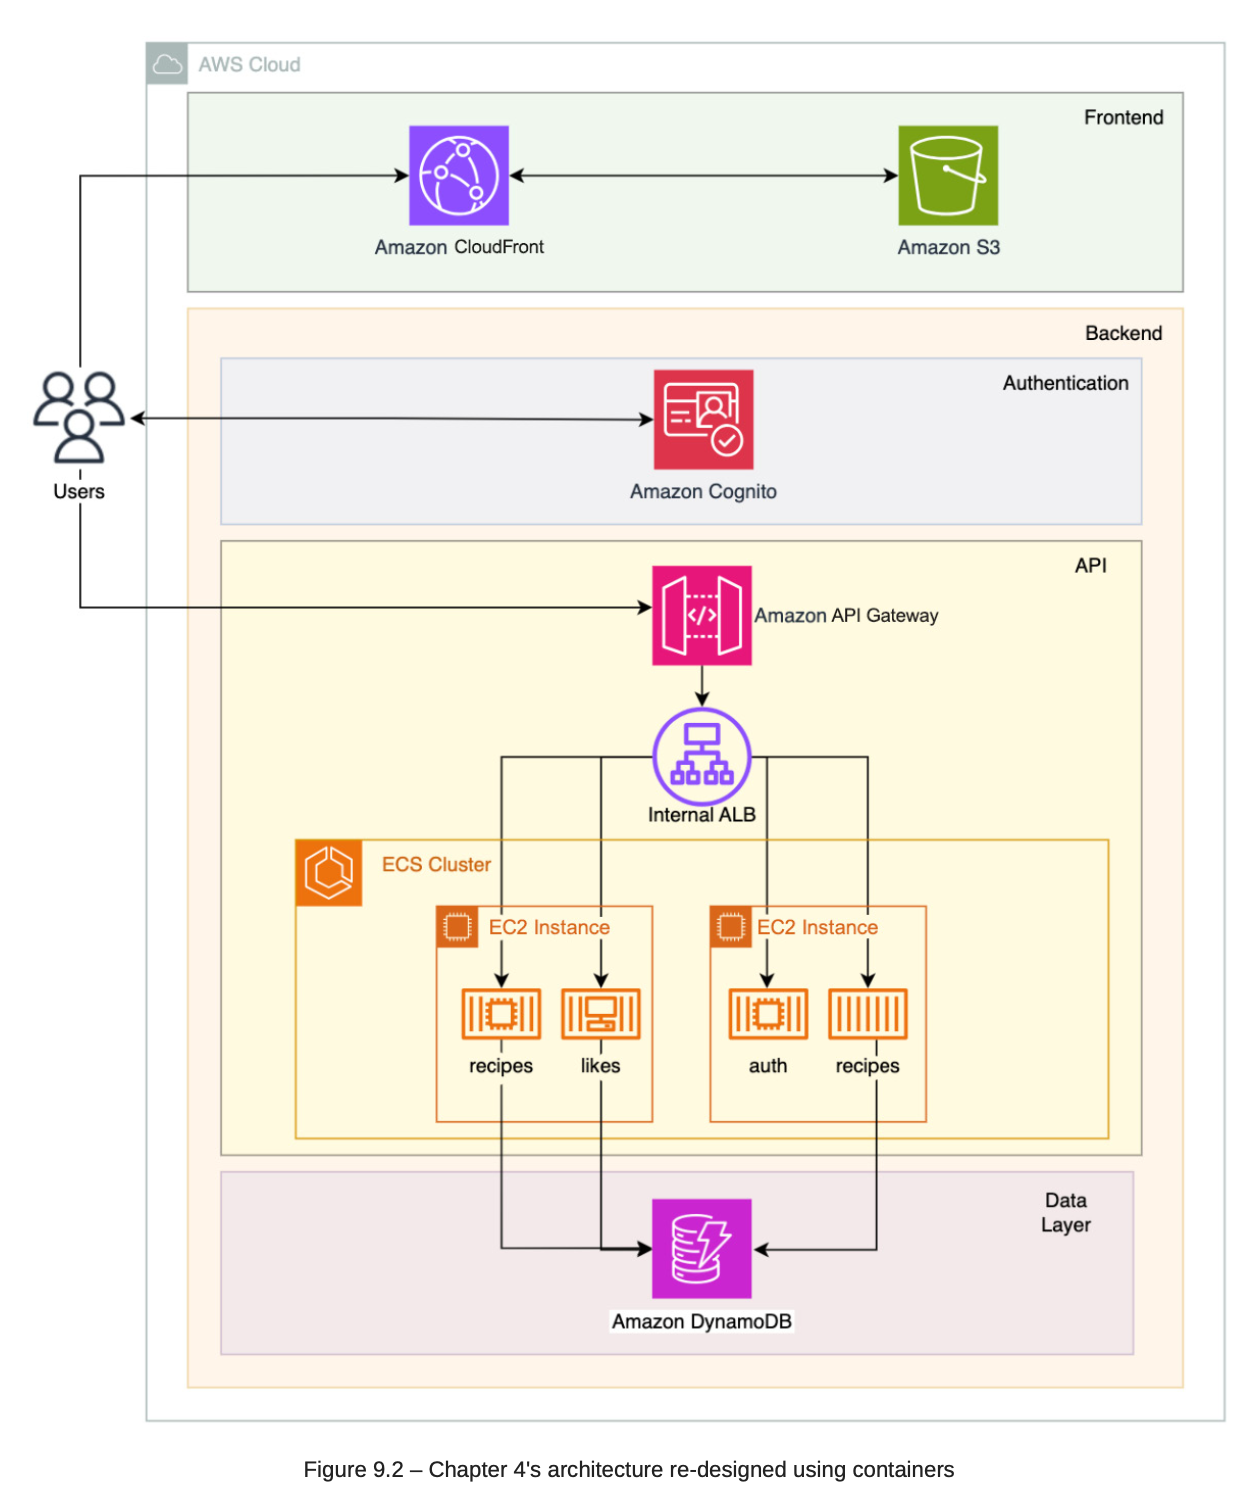 AWS Cloud
Frontend
Amazon CloudFront
Amazon S3
Backend
Authentication
Amazon Cognito
Users
API
Amazon API Gateway
Internal ALB
ECS Cluster
EC2 Instance
EC2 Instance
recipes
likes
auth
recipes
Data
Layer
Amazon DynamoDB
Figure 9.2 – Chapter 4's architecture re-designed using containers